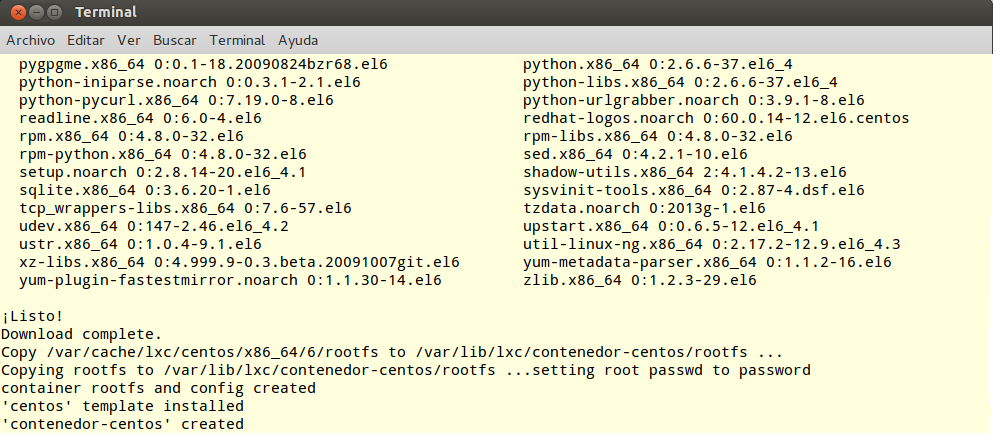 Terminal
Archivo Editar Ver Buscar Terminal Ayuda
pygpgme.x86_64 0:0.1-18.20090824bzr68.el6 python.x86_64 0:2.6.6-37.el6_4
python-iniparse.noarch 0:0.3.1-2.1.el6 python-libs.x86_64 0:2.6.6-37.el6_4
python-pycurl.x86_64 0:7.19.0-8.el6 python-urlgrabber.noarch 0:3.9.1-8.el6
readline.x86_64 0:6.0-4.el6 redhat-logos.noarch 0:60.0.14-12.el6.centos
rpm.x86_64 0:4.8.0-32.el6 rpm-libs.x86_64 0:4.8.0-32.el6
rpm-python.x86_64 0:4.8.0-32.el6 sed.x86_64 0:4.2.1-10.el6
setup.noarch 0:2.8.14-20.el6_4.1 shadow-utils.x86_64 2:4.1.4.2-13.el6
sqlite.x86_64 0:3.6.20-1.el6 sysvinit-tools.x86_64 0:2.87-4.dsf.el6
tcp_wrappers-libs.x86_64 0:7.6-57.el6 tzdata.noarch 0:2013g-1.el6
udev.x86_64 0:147-2.46.el6_4.2 upstart.x86_64 0:0.6.5-12.el6_4.1
ustr.x86_64 0:1.0.4-9.1.el6 util-linux-ng.x86_64 0:2.17.2-12.9.el6_4.3
xz-libs.x86_64 0:4.999.9-0.3.beta.20091007git.el6 yum-metadata-parser.x86_64 0:1.1.2-16.el6
yum-plugin-fastestmirror.noarch 0:1.1.30-14.el6 zlib.x86_64 0:1.2.3-29.el6
¡Listo!
Download complete.
Copy /var/cache/lxc/centos/x86_64/6/rootfs to /var/lib/lxc/contenedor-centos/rootfs ...
Copying rootfs to /var/lib/lxc/contenedor-centos/rootfs ...setting root passwd to password
container rootfs and config created
'centos' template installed
'contenedor-centos' created